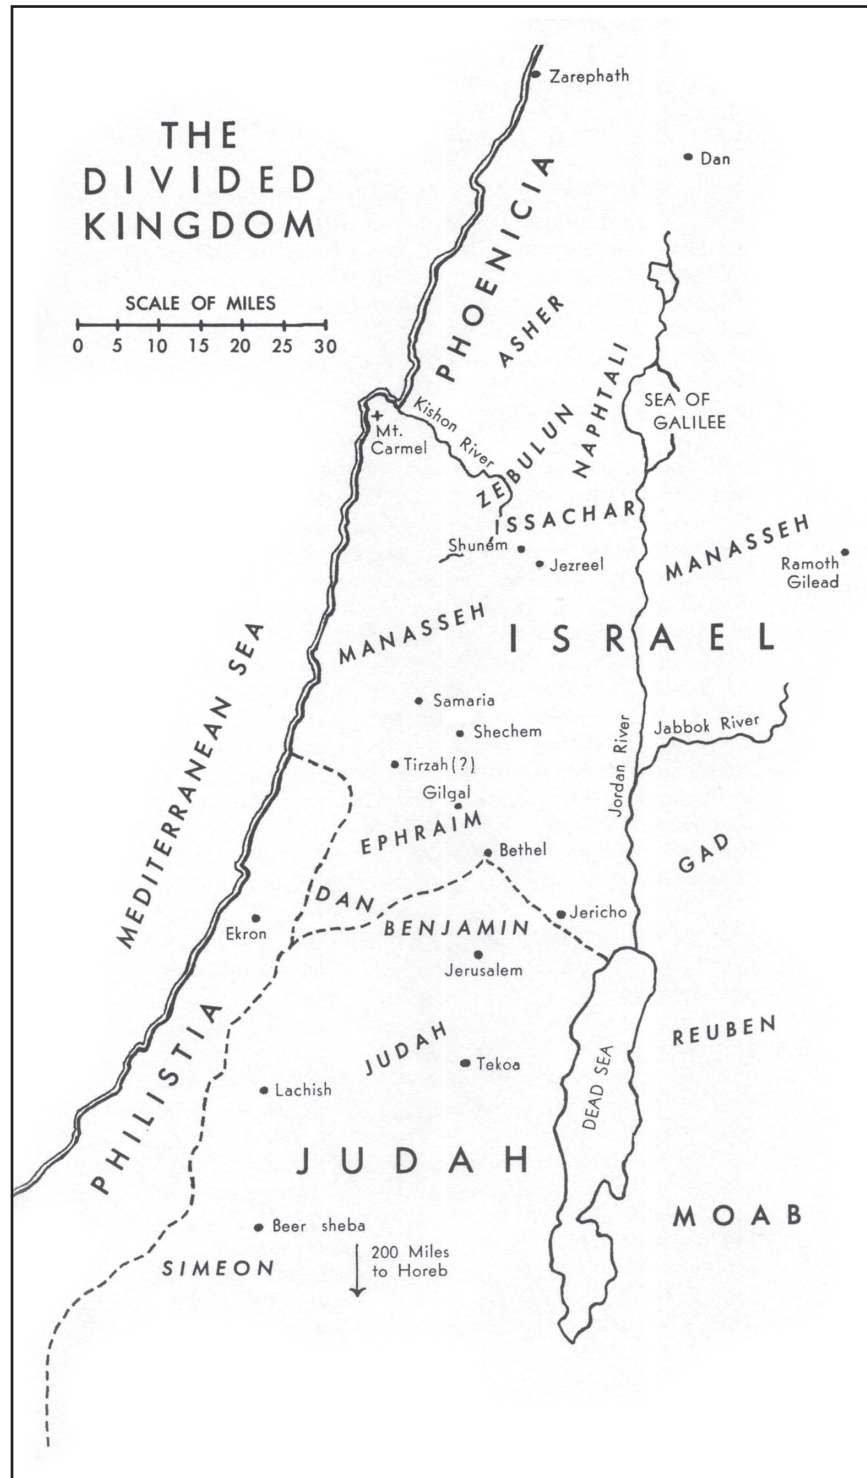 THE
DIVIDED
KINGDOM
SCALE OF MILES
0 5 10 15 20 25 30
Zarephath
Dan
PHOENICIA
ASHER
NAPHTALI
ZEBULUN
SEA OF
GALILEE
Kishon River
Mt.
Carmel
ISSACHAR
Shunem
Jezreel
MANASSEH
Ramoth
Gilead
MANASSEH
ISRAEL
MEDITERRANEAN SEA
Samaria
Shechem
Jordan River
Jabbok River
Tirzah(?)
Gilgal
EPHRAIM
Bethel
GAD
DAN
BENJAMIN
Jericho
Ekron
Jerusalem
PHILISTIA
JUDAH
Tekoa
DEAD SEA
REUBEN
Lachish
JUDAH
MOAB
Beer sheba
SIMEON
200 Miles
to Horeb